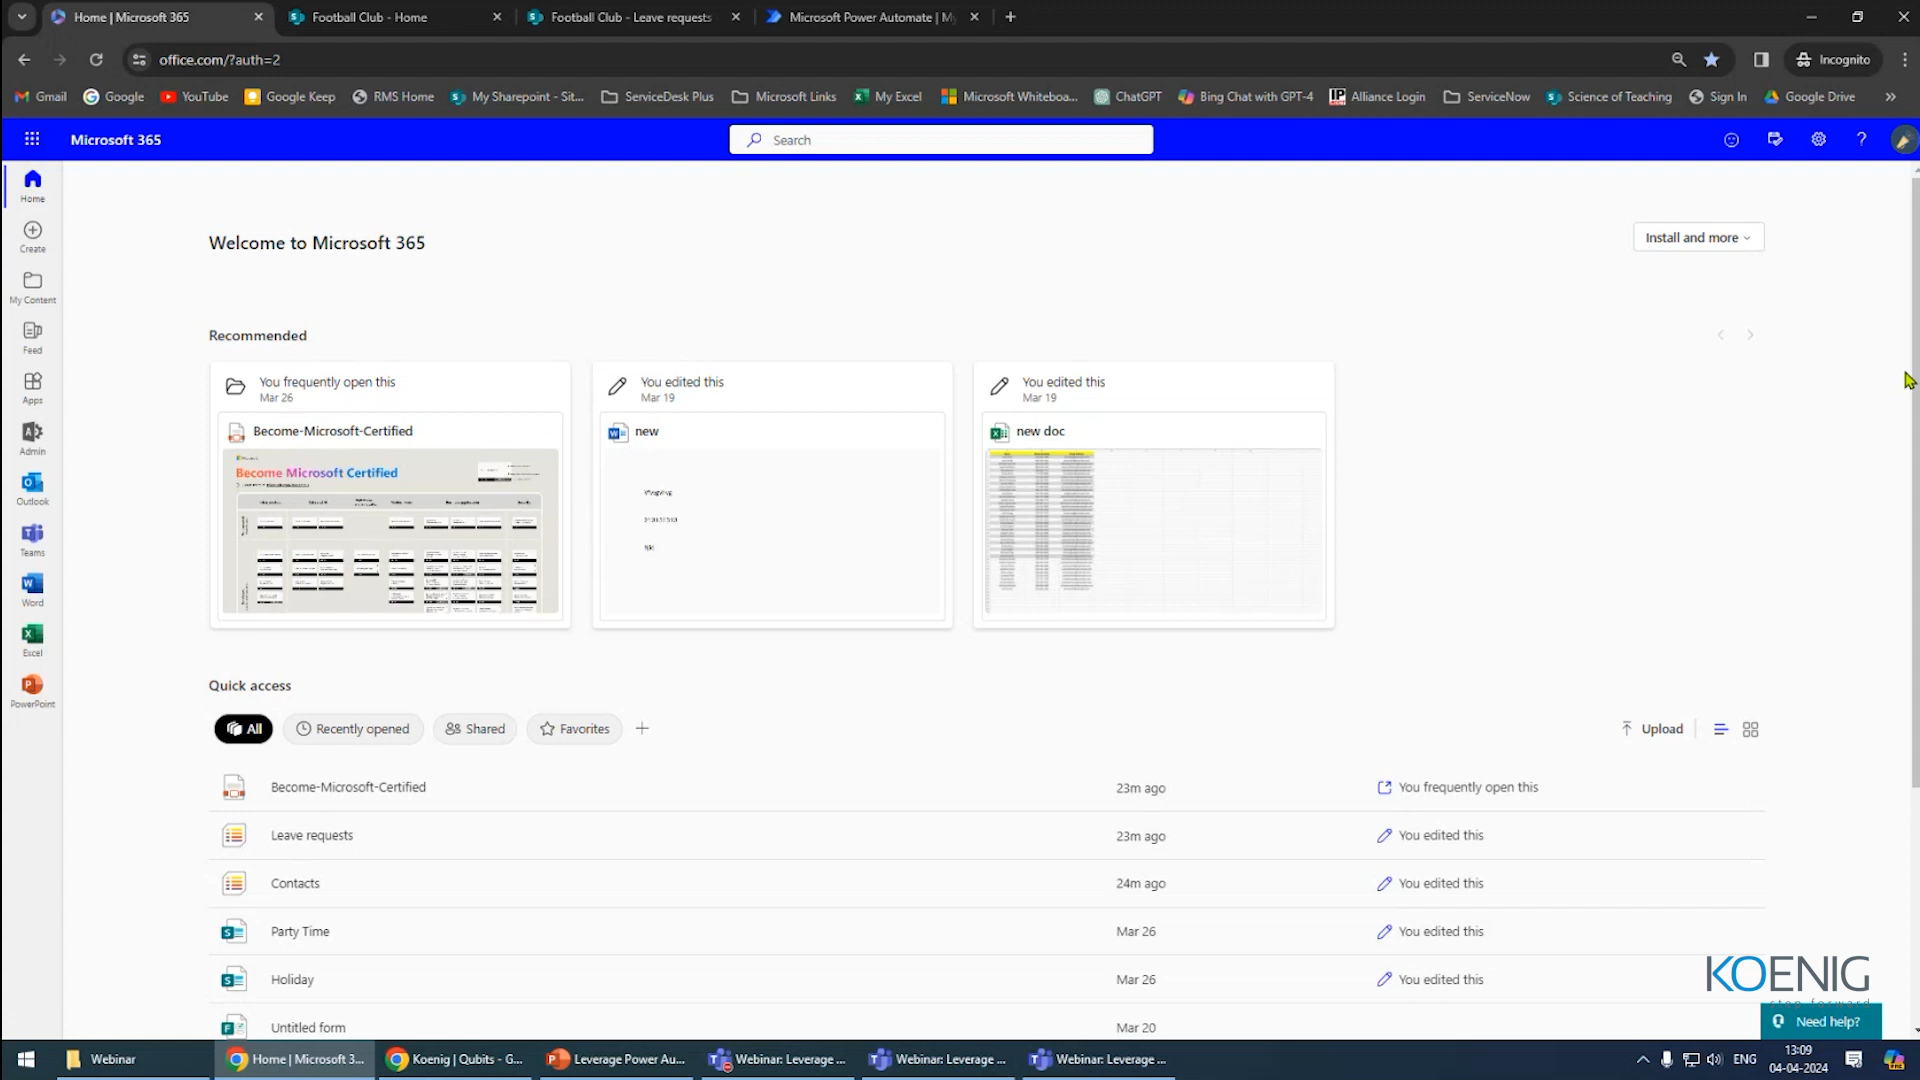 Home | Microsoft 365
Football Club - Home
Football Club - Leave requests
Microsoft Power Automate | My
office.com/?auth=2
Incognito
Gmail
Google
YouTube
Google Keep
RMS Home
My Sharepoint - Sit...
ServiceDesk Plus
Microsoft Links
My Excel
Microsoft Whiteboa...
ChatGPT
Bing Chat with GPT-4
Alliance Login
ServiceNow
Science of Teaching
Sign In
Google Drive
Microsoft 365
Search
Home
Create
My Content
Feed
Apps
Admin
Outlook
Teams
Word
Excel
PowerPoint
Welcome to Microsoft 365
Install and more
Recommended
You frequently open this
Mar 26
Become-Microsoft-Certified
Become Microsoft Certified
You edited this
Mar 19
new
You edited this
Mar 19
new doc
Quick access
All
Recently opened
Shared
Favorites
Upload
Become-Microsoft-Certified 23m ago You frequently open this
Leave requests 23m ago You edited this
Contacts 24m ago You edited this
Party Time Mar 26 You edited this
Holiday Mar 26 You edited this
Untitled form Mar 20
KOENIG
step forward
Need help?
Webinar
Home | Microsoft 3...
Koenig | Qubits - G...
Leverage Power Au...
Webinar: Leverage ...
Webinar: Leverage ...
Webinar: Leverage ...
ENG
13:09
04-04-2024